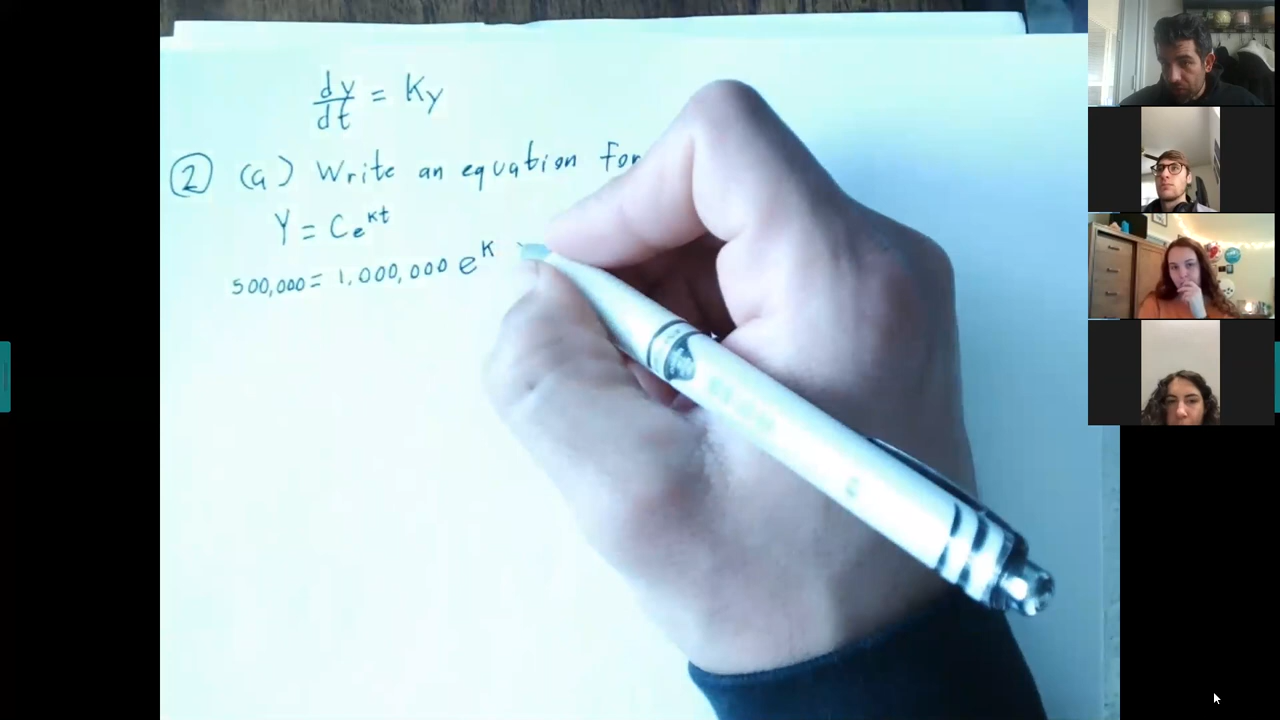 dy/dt = Ky
② (a) Write an equation for
Y = Ce^kt
500,000 = 1,000,000 e^k